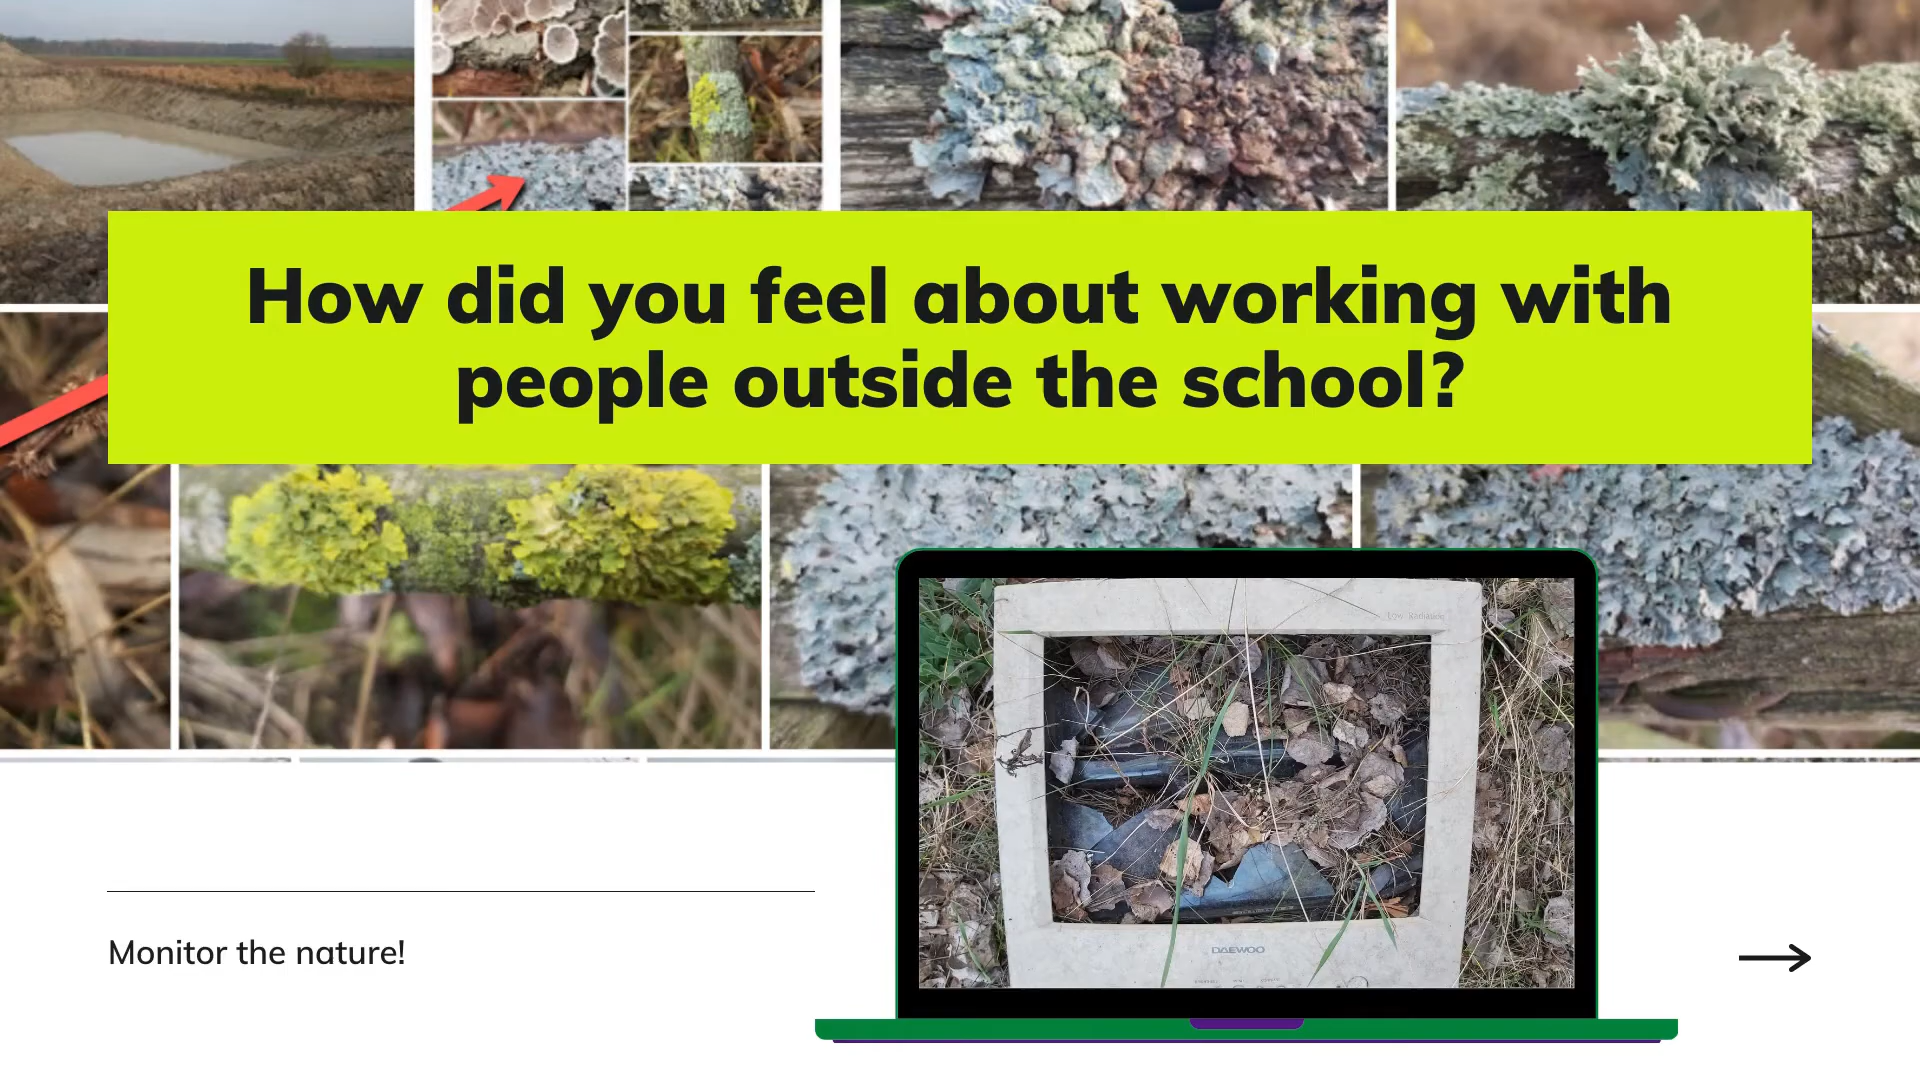 How did you feel about working with
people outside the school?
Monitor the nature!
DAEWOO